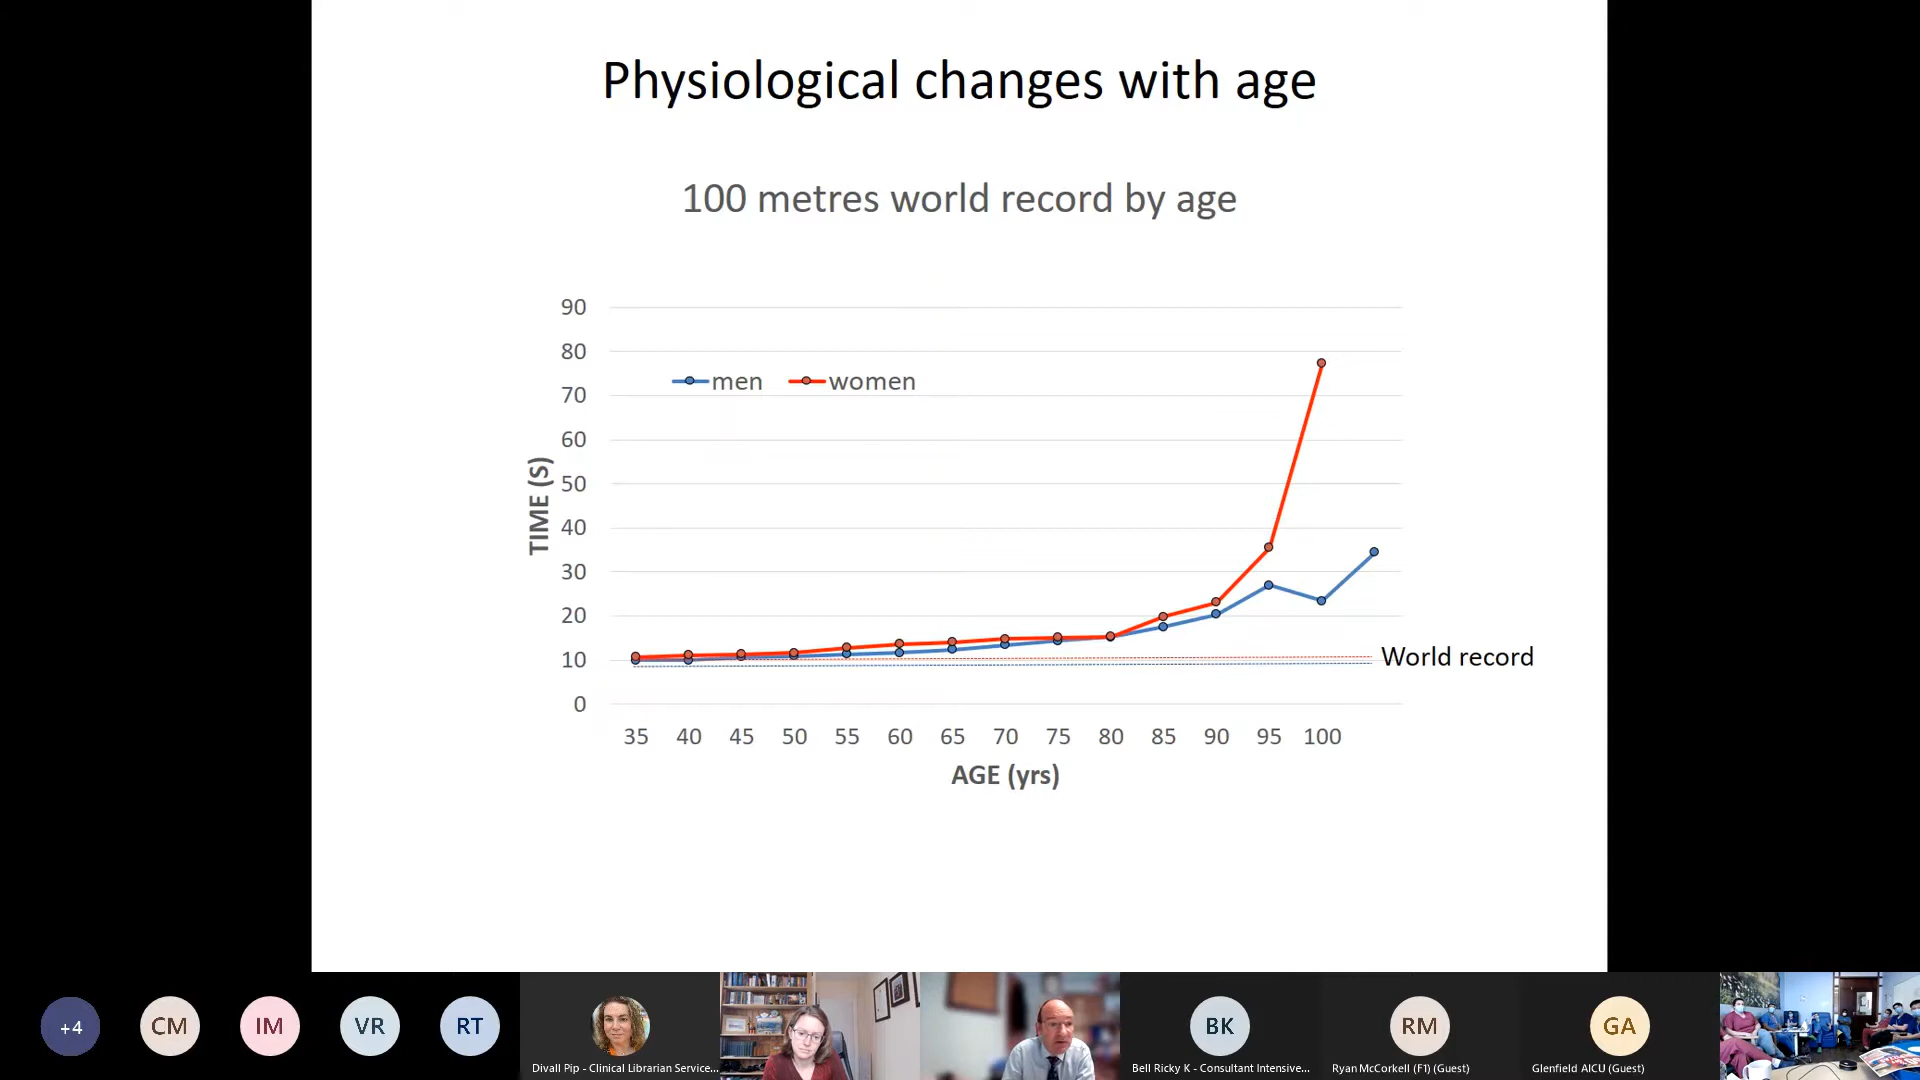 Physiological changes with age
100 metres world record by age
90
80
men women
70
60
TIME (S)
50
40
30
20
10
World record
0
35 40 45 50 55 60 65 70 75 80 85 90 95 100
AGE (yrs)
+4
CM
IM
VR
RT
BK
RM
GA
Divall Pip - Clinical Librarian Service...
Bell Ricky K - Consultant Intensive...
Ryan McCorkell (F1) (Guest)
Glenfield AICU (Guest)